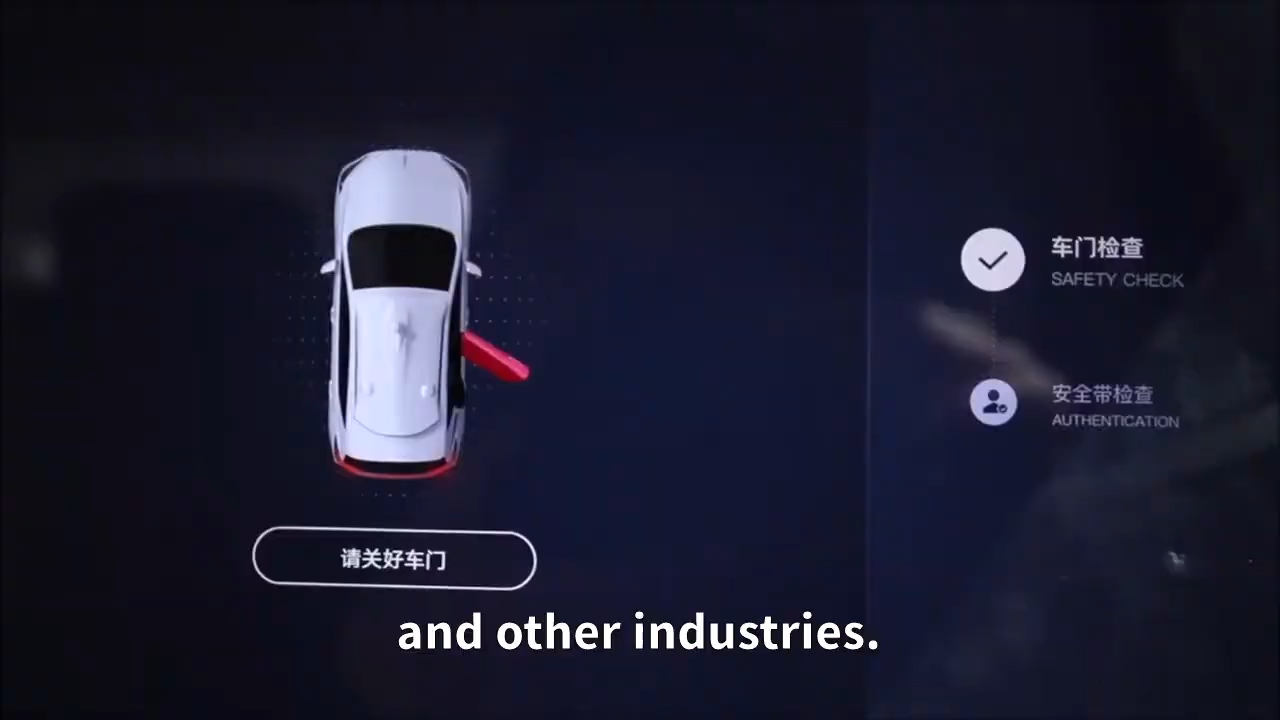 车门检查
SAFETY CHECK
安全带检查
AUTHENTICATION
请关好车门
and other industries.